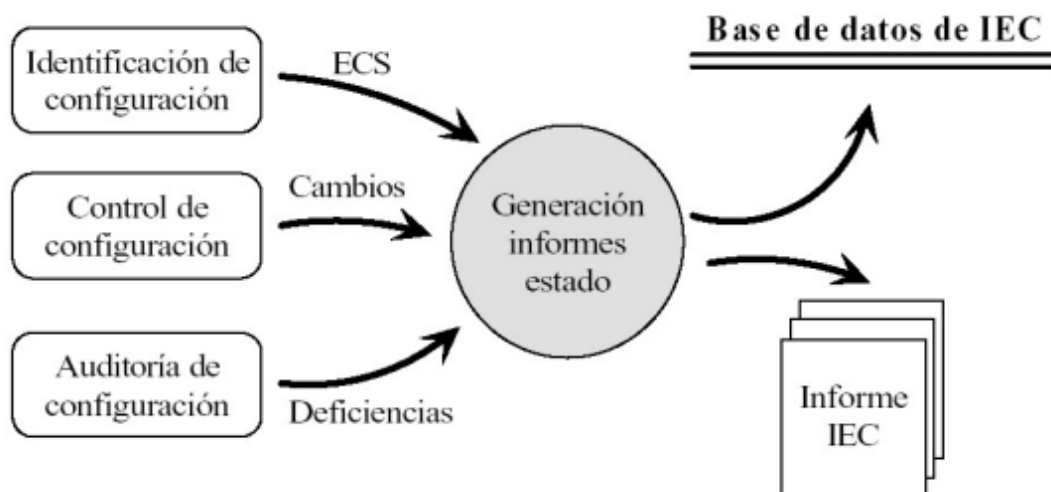 Base de datos de IEC
Identificación de
configuración
ECS
Control de
configuración
Cambios
Generación
informes
estado
Auditoría de
configuración
Deficiencias
Informe
IEC